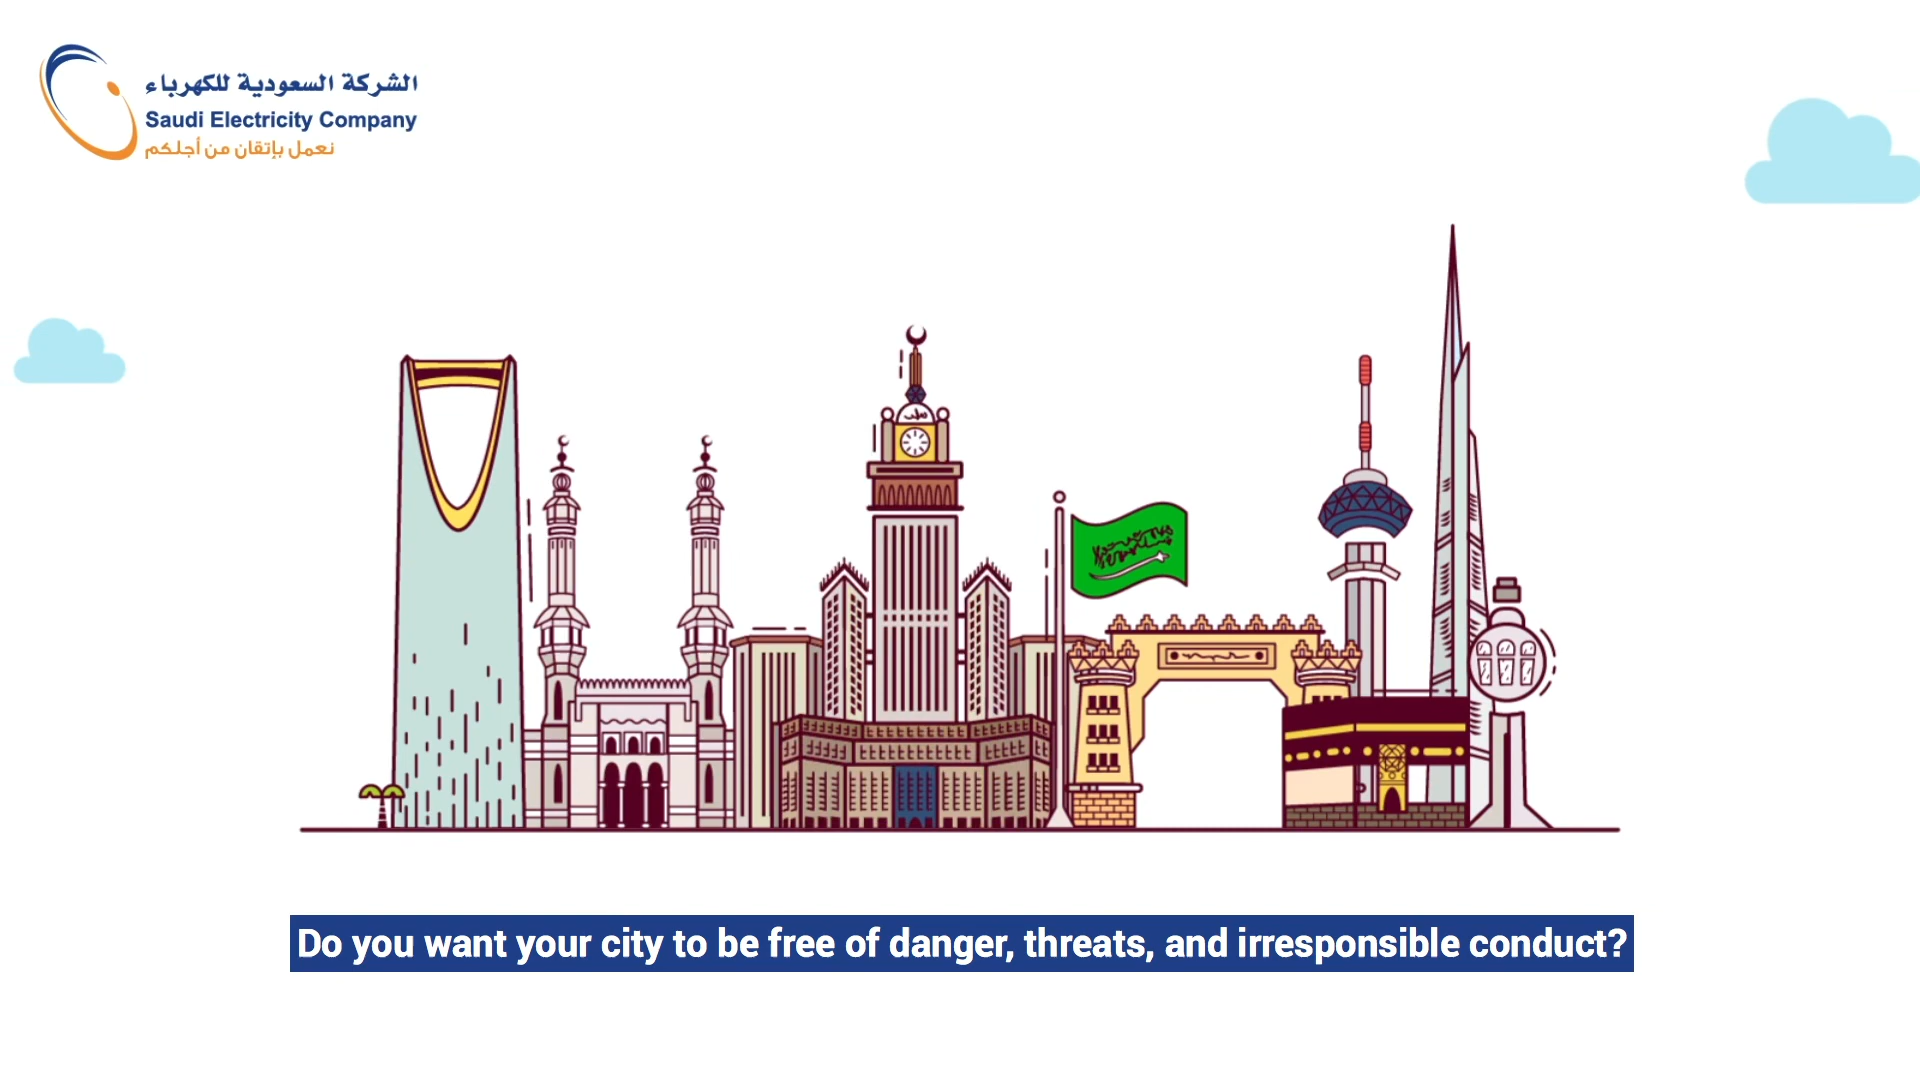 الشركة السعودية للكهرباء
Saudi Electricity Company
نعمل بإتقان من أجلكم
Do you want your city to be free of danger, threats, and irresponsible conduct?